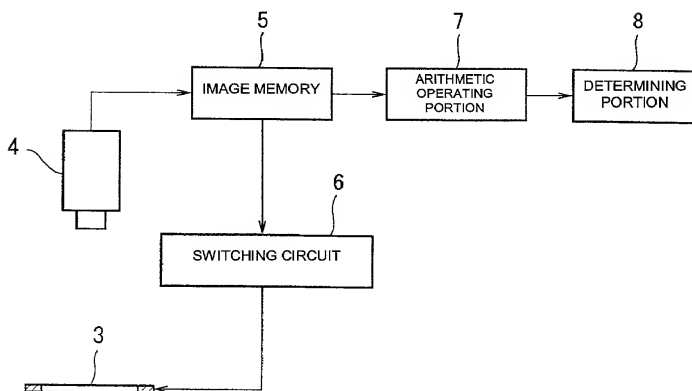 5
7
8
IMAGE MEMORY
ARITHMETIC
OPERATING
PORTION
DETERMINING
PORTION
4
6
SWITCHING CIRCUIT
3